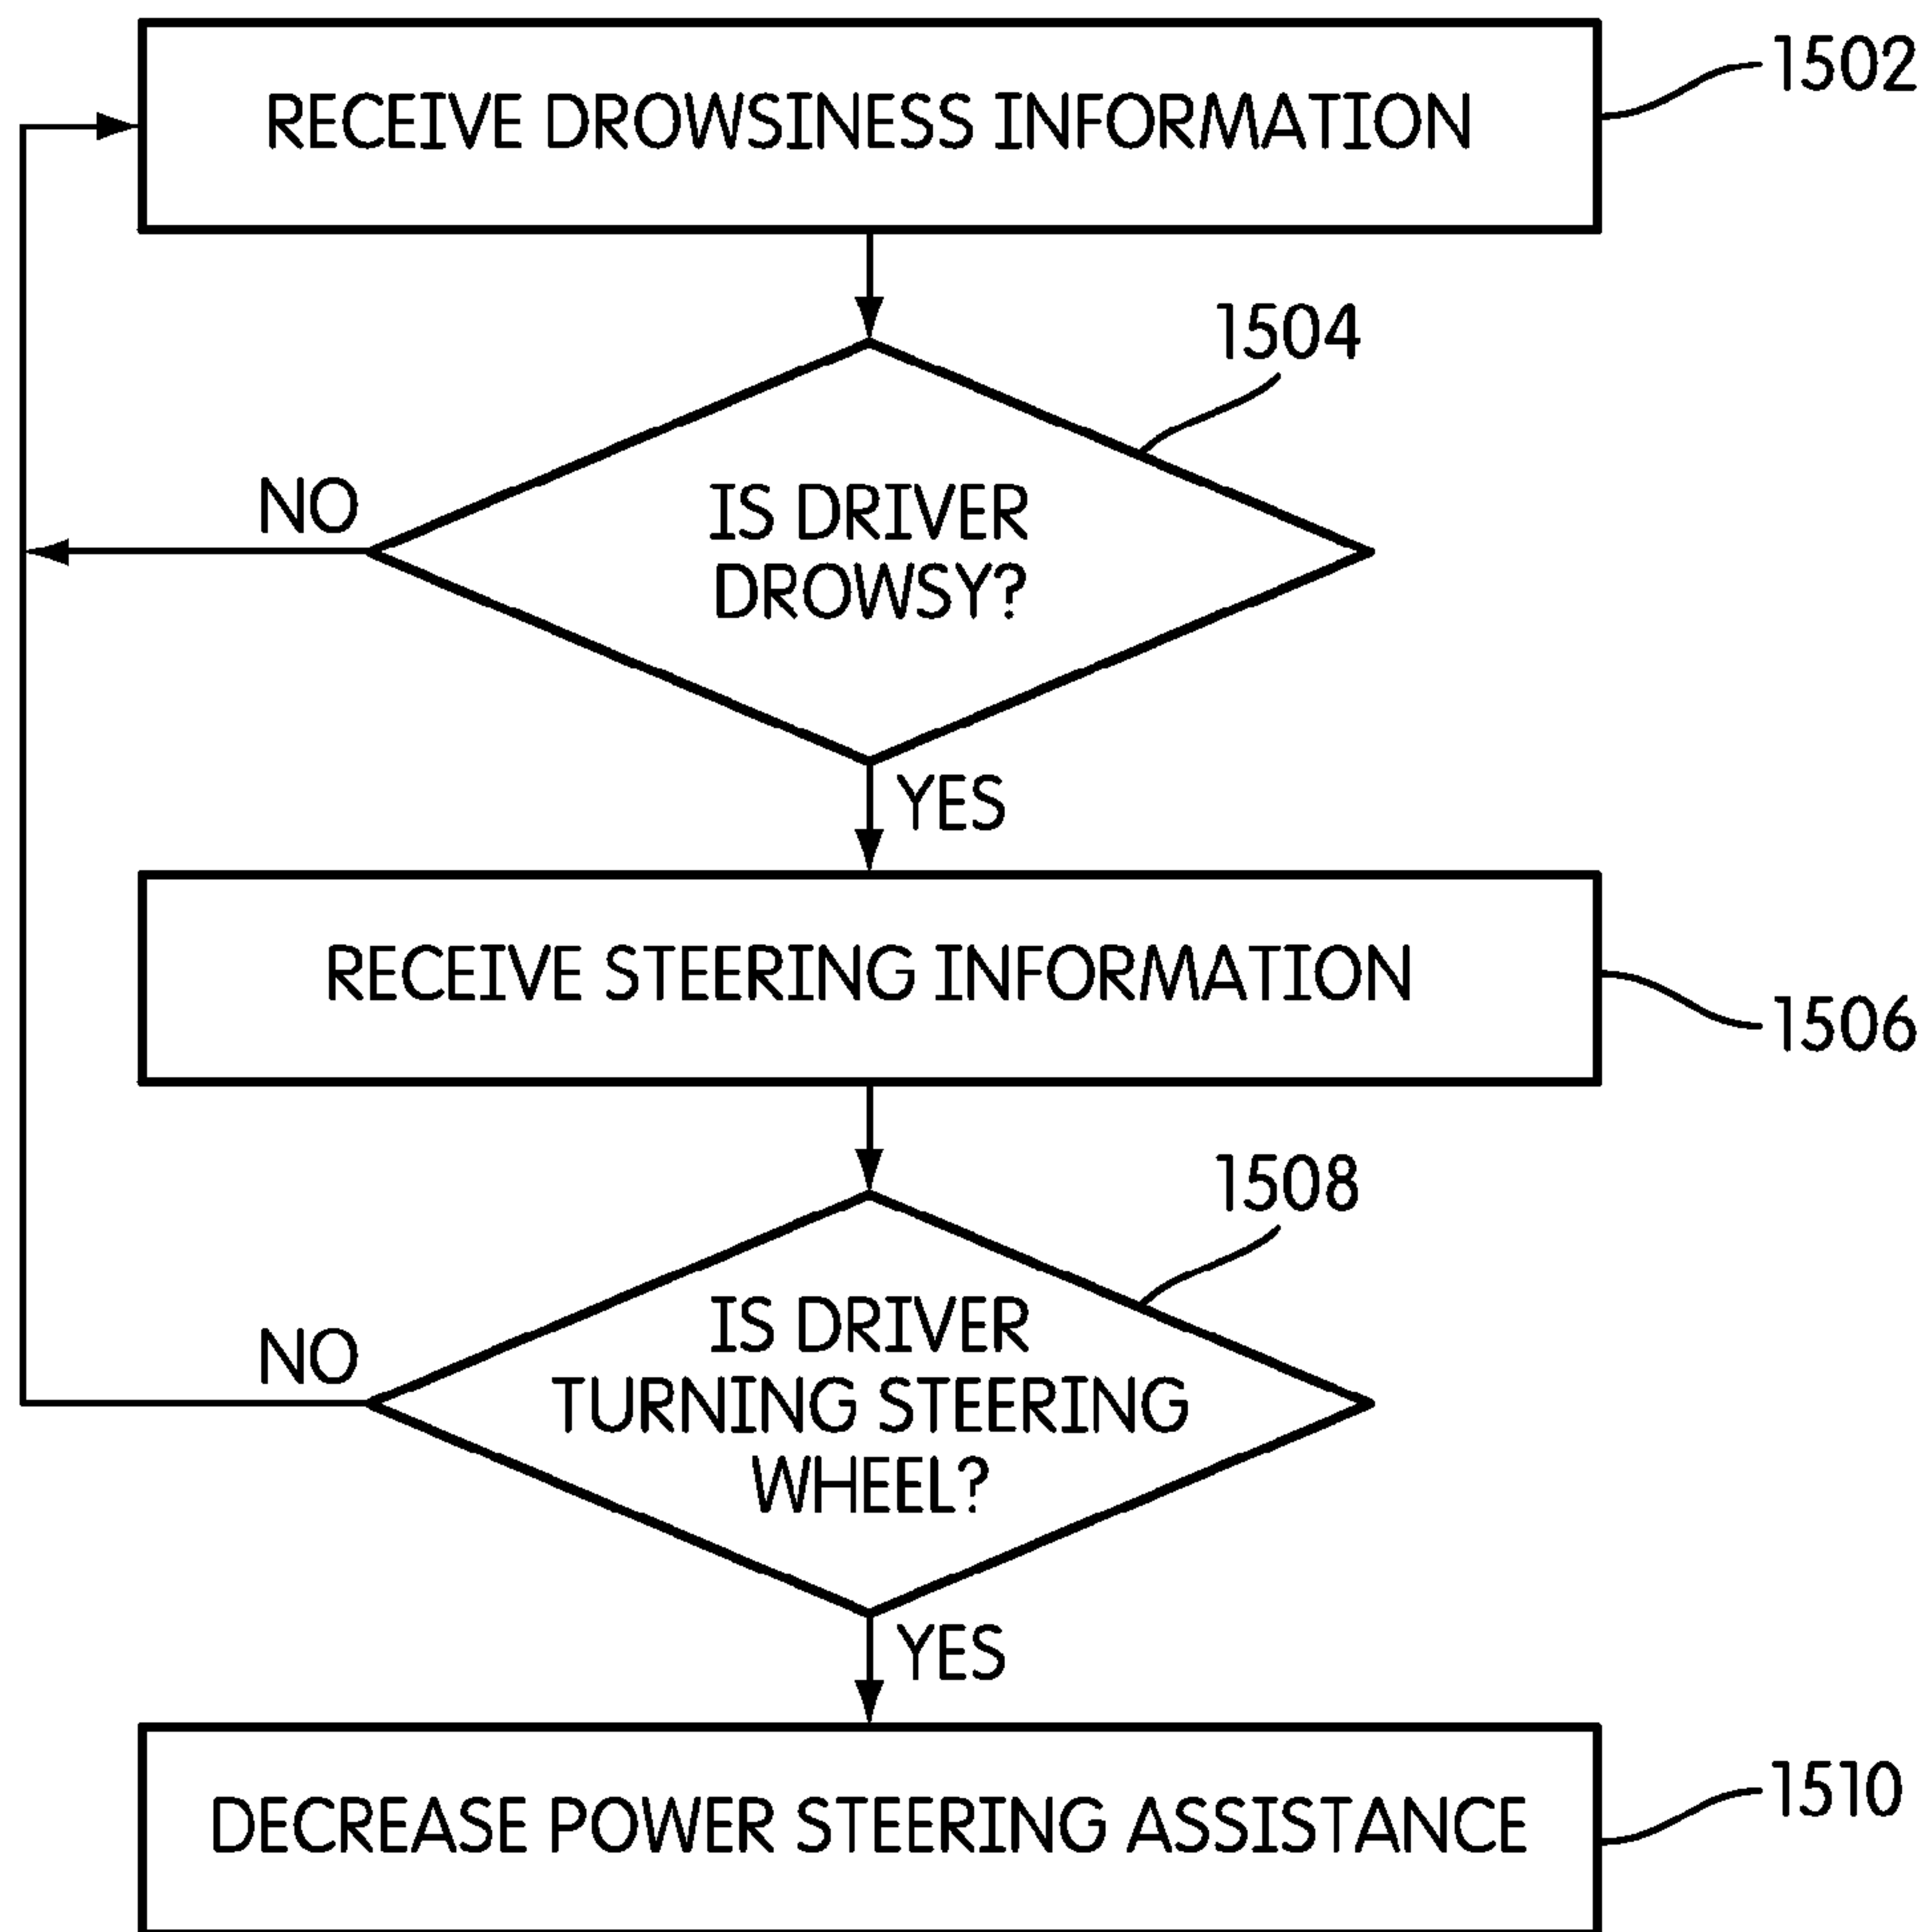 RECEIVE DROWSINESS INFORMATION
1502
1504
IS DRIVER
DROWSY?
NO
YES
RECEIVE STEERING INFORMATION
1506
1508
IS DRIVER
TURNING STEERING
WHEEL?
NO
YES
DECREASE POWER STEERING ASSISTANCE
1510